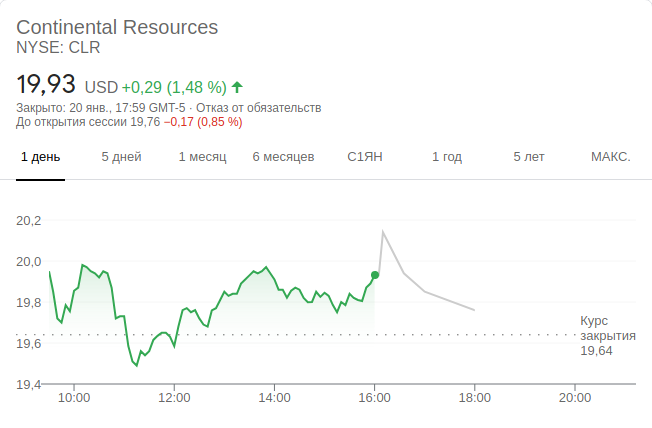 Continental Resources
NYSE: CLR
19,93 USD +0,29 (1,48 %)
Закрыто: 20 янв., 17:59 GMT-5 · Отказ от обязательств
До открытия сессии 19,76 −0,17 (0,85 %)
1 день 5 дней 1 месяц 6 месяцев С1ЯН 1 год 5 лет МАКС.
20,2
20,0
19,8
19,6
19,4
Курс
закрытия
19,64
10:00 12:00 14:00 16:00 18:00 20:00